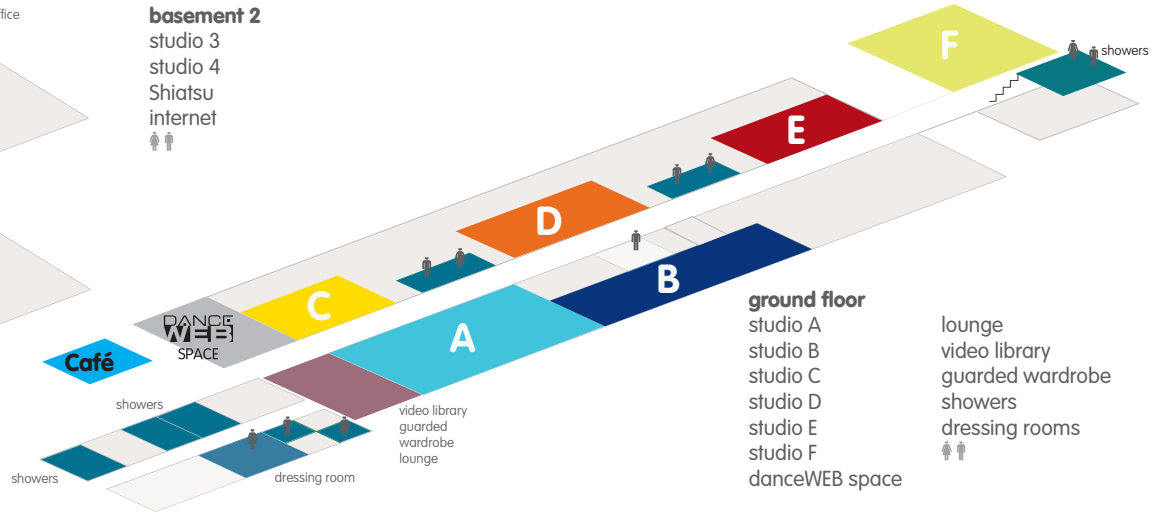 basement 2
studio 3
studio 4
Shiatsu
internet
F
showers
E
D
C
B
A
DANCE
WEB
SPACE
Café
showers
showers
video library
guarded
wardrobe
lounge
dressing room
ground floor
studio A
studio B
studio C
studio D
studio E
studio F
danceWEB space
lounge
video library
guarded wardrobe
showers
dressing rooms